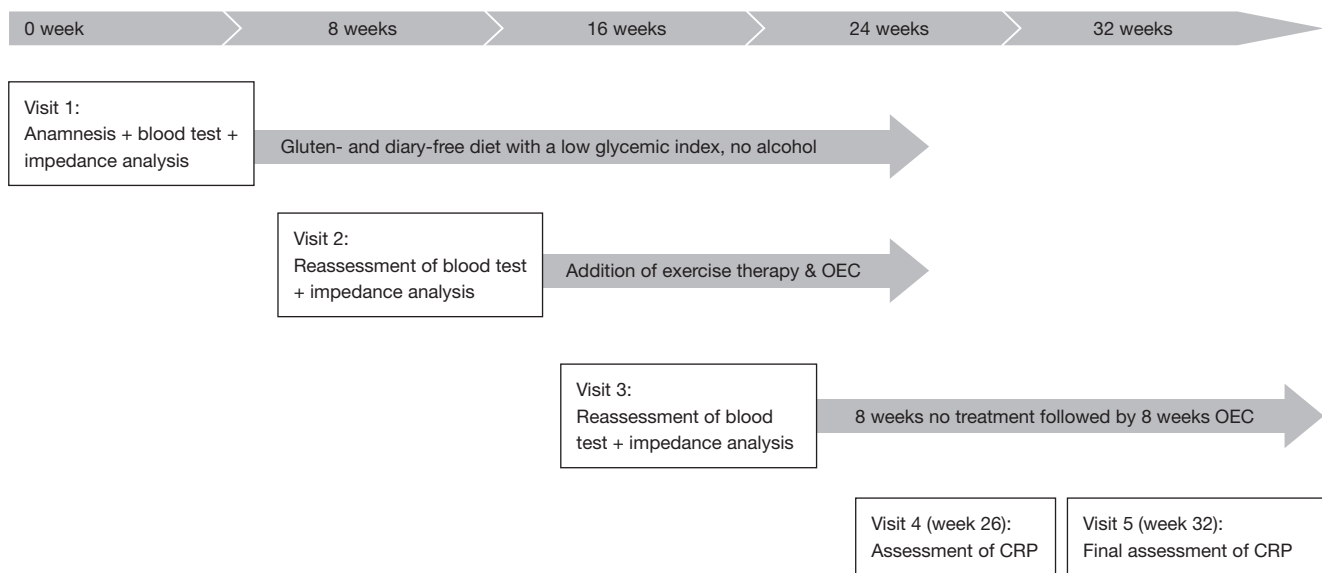 0 week
8 weeks
16 weeks
24 weeks
32 weeks
Visit 1:
Anamnesis + blood test +
impedance analysis
Gluten- and diary-free diet with a low glycemic index, no alcohol
Visit 2:
Reassessment of blood test
+ impedance analysis
Addition of exercise therapy & OEC
Visit 3:
Reassessment of blood
test + impedance analysis
8 weeks no treatment followed by 8 weeks OEC
Visit 4 (week 26):
Assessment of CRP
Visit 5 (week 32):
Final assessment of CRP